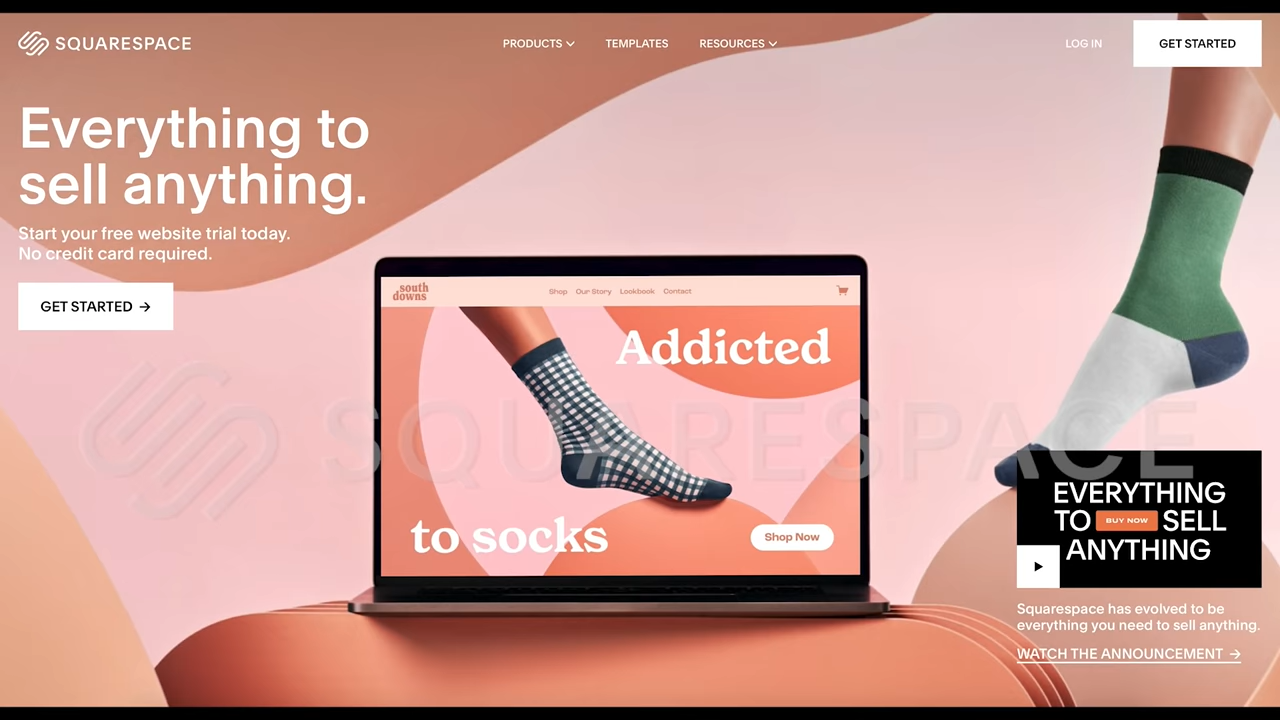 SQUARESPACE
PRODUCTS
TEMPLATES
RESOURCES
LOG IN
GET STARTED
Everything to
sell anything.
Start your free website trial today.
No credit card required.
GET STARTED →
south
downs
Shop
Our Story
Lookbook
Contact
Addicted
to socks
Shop Now
SQUARESPACE
EVERYTHING
TO BUY NOW SELL
ANYTHING
Squarespace has evolved to be
everything you need to sell anything.
WATCH THE ANNOUNCEMENT →